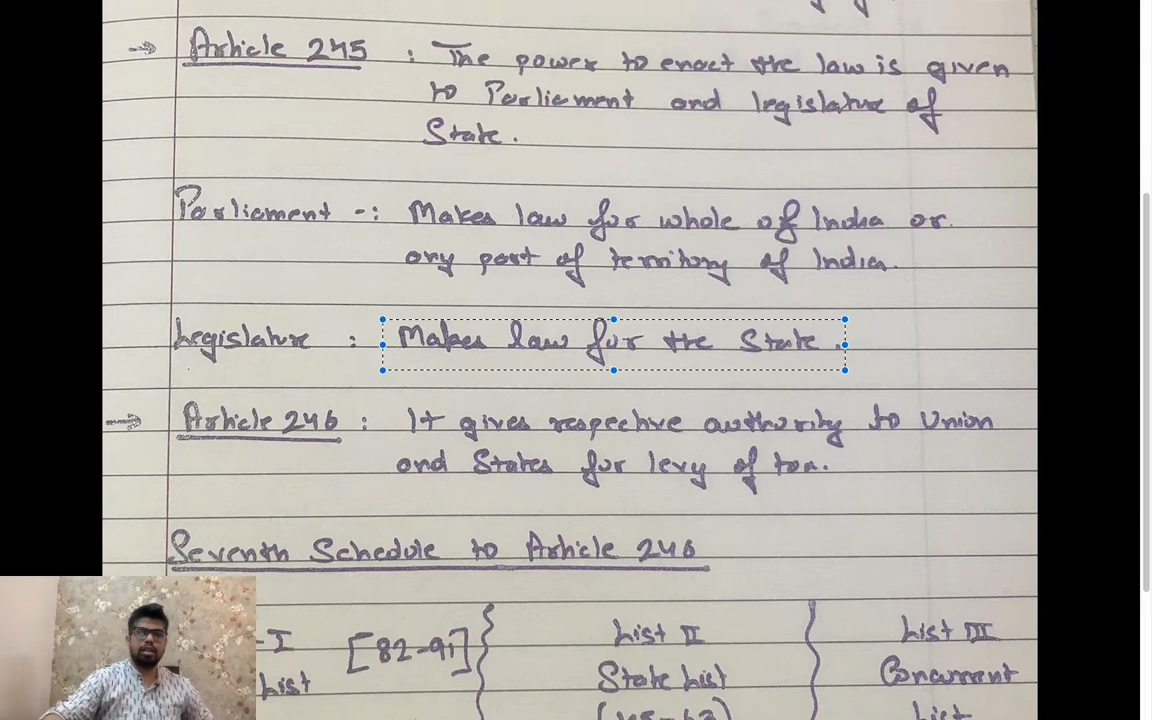 → Article 245 : The power to enact the law is given
to Parliament and legislature of
State.
Parliament -: Makes law for whole of India or
any part of territory of India.
Legislature : Makes law for the State.
→ Article 246 : It gives respective authority to Union
and States for levy of tax.
Seventh Schedule to Article 246
-I [82-91] List II List III
List State List Concurrent
List